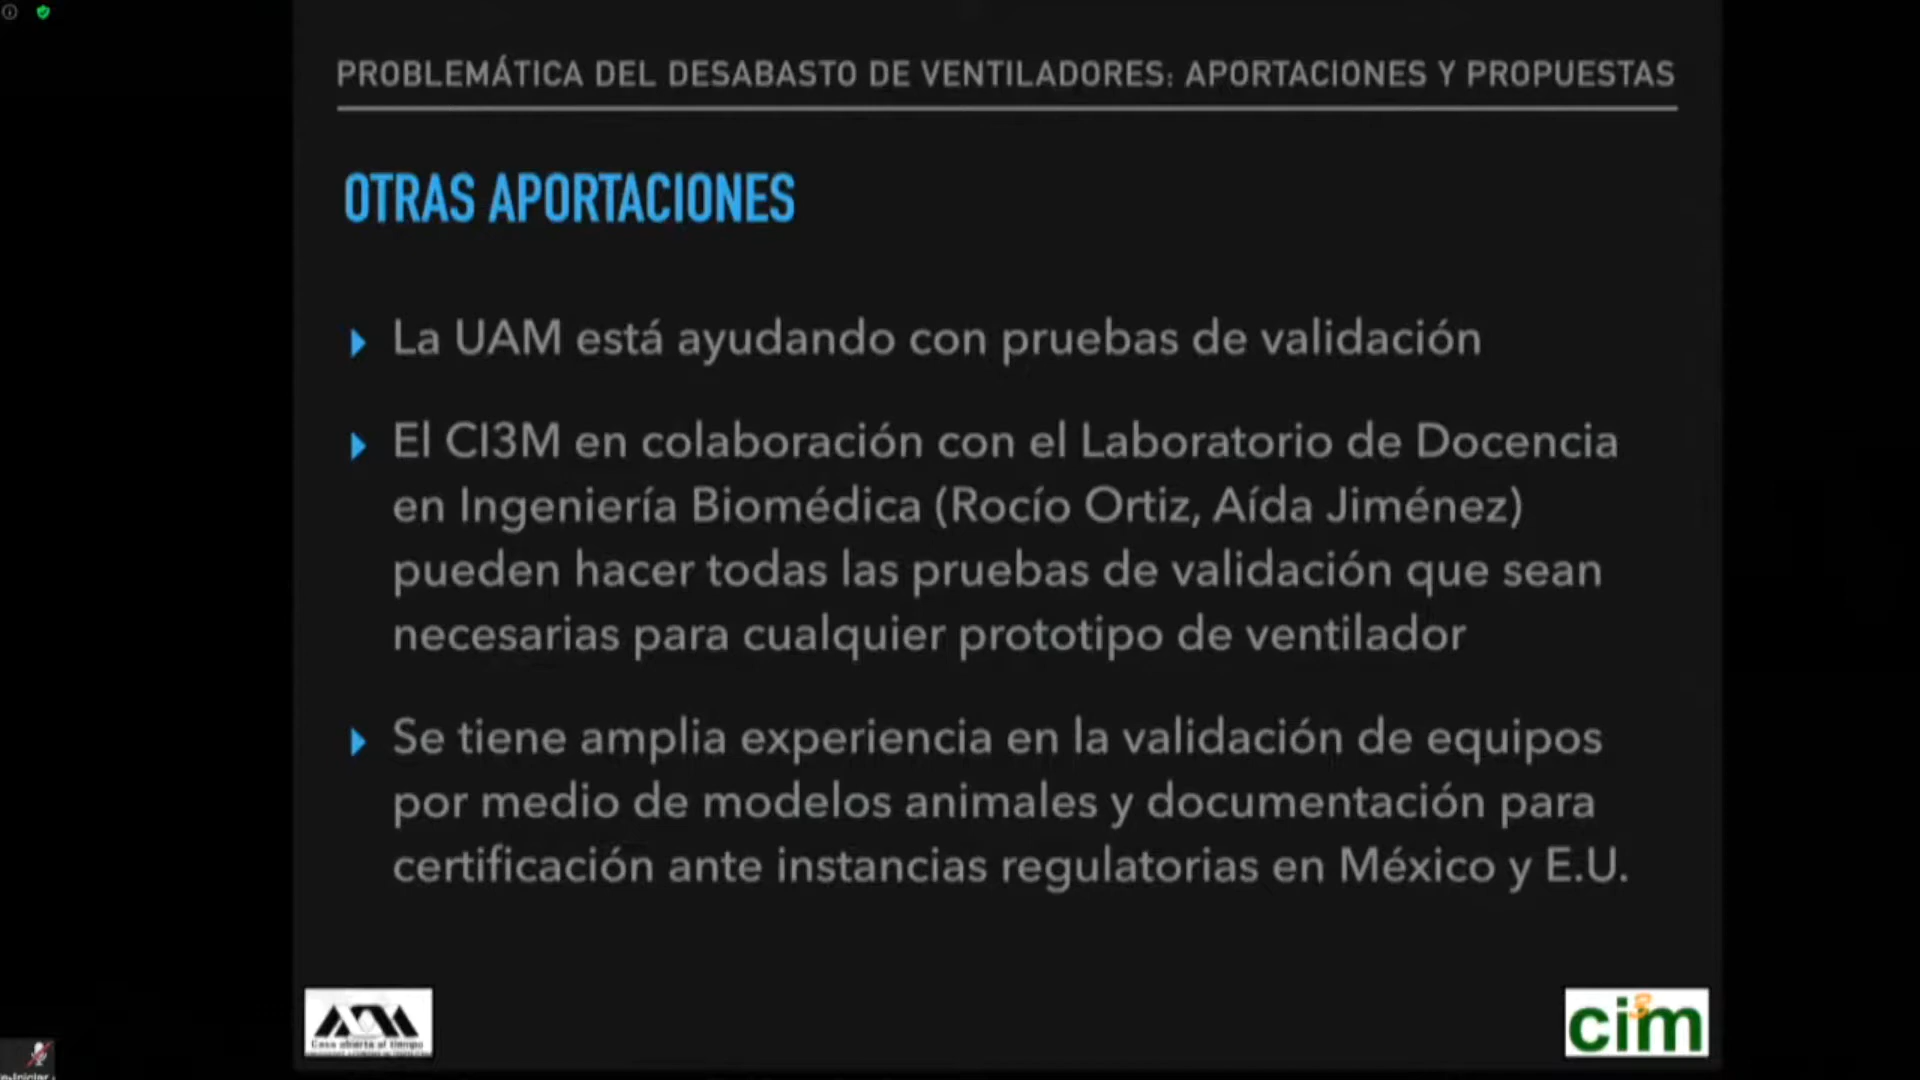 PROBLEMÁTICA DEL DESABASTO DE VENTILADORES: APORTACIONES Y PROPUESTAS
OTRAS APORTACIONES
La UAM está ayudando con pruebas de validación
El CI3M en colaboración con el Laboratorio de Docencia
en Ingeniería Biomédica (Rocío Ortiz, Aída Jiménez)
pueden hacer todas las pruebas de validación que sean
necesarias para cualquier prototipo de ventilador
Se tiene amplia experiencia en la validación de equipos
por medio de modelos animales y documentación para
certificación ante instancias regulatorias en México y E.U.
Casa abierta al tiempo
ci3m